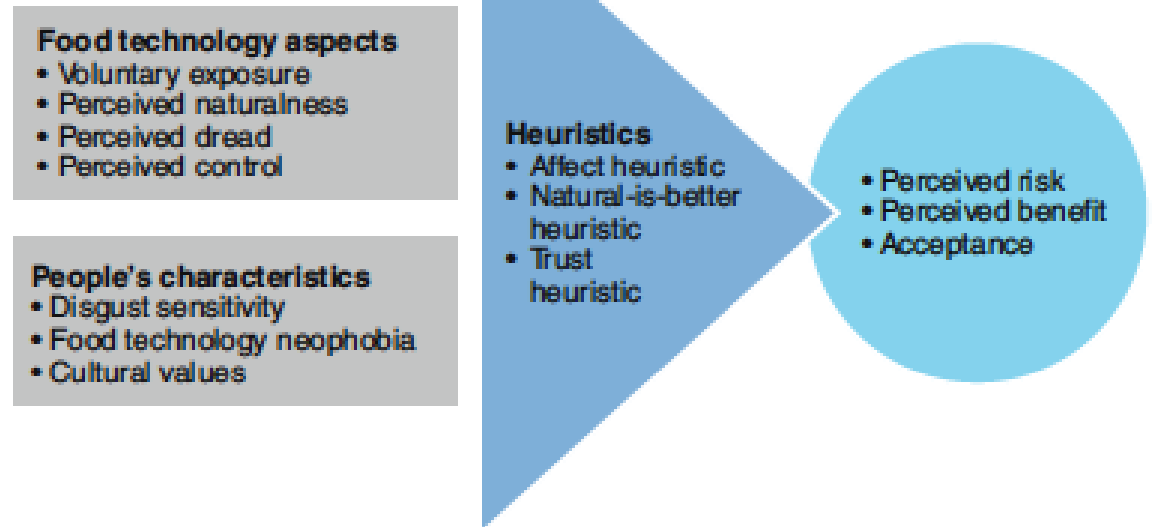 Food technology aspects
• Voluntary exposure
• Perceived naturalness
• Perceived dread
• Perceived control
People's characteristics
• Disgust sensitivity
• Food technology neophobia
• Cultural values
Heuristics
• Affect heuristic
• Natural-is-better
heuristic
• Trust
heuristic
• Perceived risk
• Perceived benefit
• Acceptance